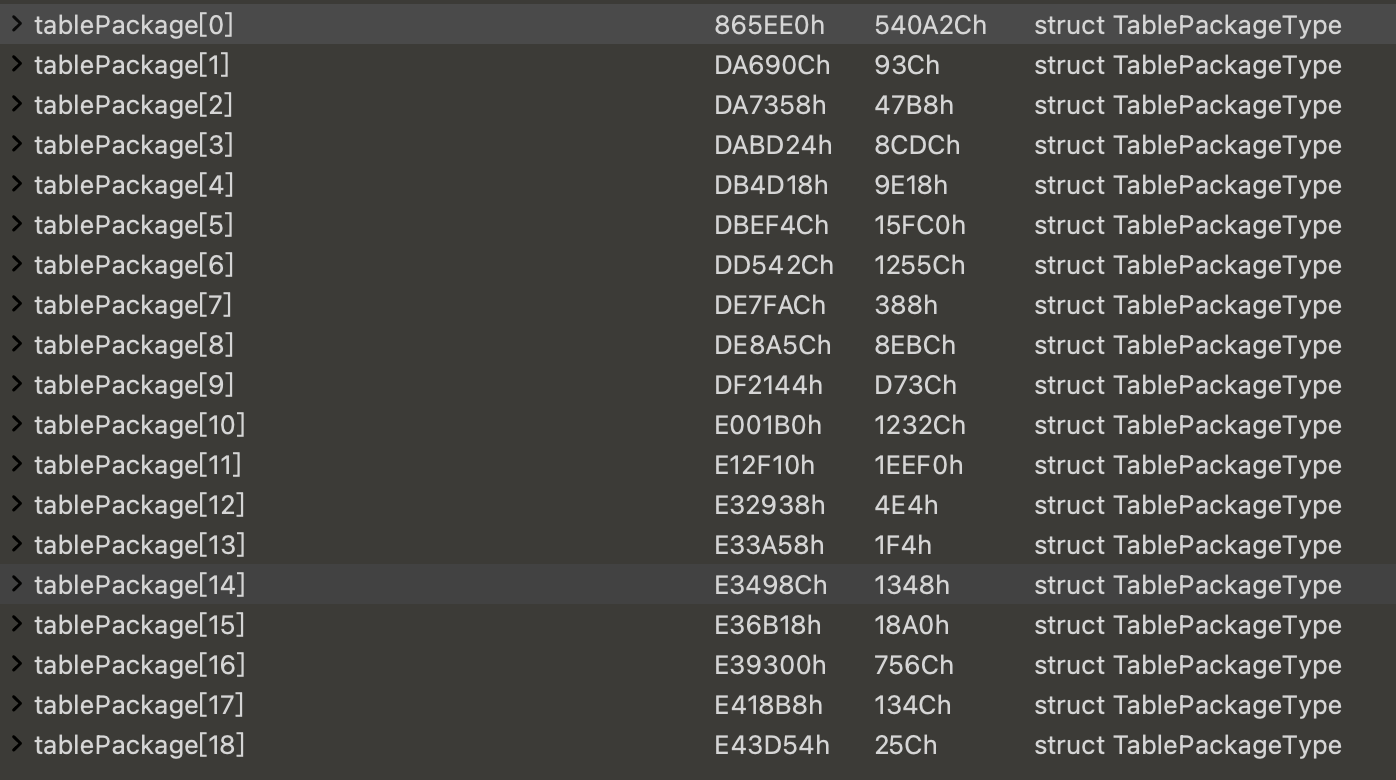 tablePackage[0] 865EE0h 540A2Ch struct TablePackageType
tablePackage[1] DA690Ch 93Ch struct TablePackageType
tablePackage[2] DA7358h 47B8h struct TablePackageType
tablePackage[3] DABD24h 8CDCh struct TablePackageType
tablePackage[4] DB4D18h 9E18h struct TablePackageType
tablePackage[5] DBEF4Ch 15FC0h struct TablePackageType
tablePackage[6] DD542Ch 1255Ch struct TablePackageType
tablePackage[7] DE7FACh 388h struct TablePackageType
tablePackage[8] DE8A5Ch 8EBCh struct TablePackageType
tablePackage[9] DF2144h D73Ch struct TablePackageType
tablePackage[10] E001B0h 1232Ch struct TablePackageType
tablePackage[11] E12F10h 1EEF0h struct TablePackageType
tablePackage[12] E32938h 4E4h struct TablePackageType
tablePackage[13] E33A58h 1F4h struct TablePackageType
tablePackage[14] E3498Ch 1348h struct TablePackageType
tablePackage[15] E36B18h 18A0h struct TablePackageType
tablePackage[16] E39300h 756Ch struct TablePackageType
tablePackage[17] E418B8h 134Ch struct TablePackageType
tablePackage[18] E43D54h 25Ch struct TablePackageType